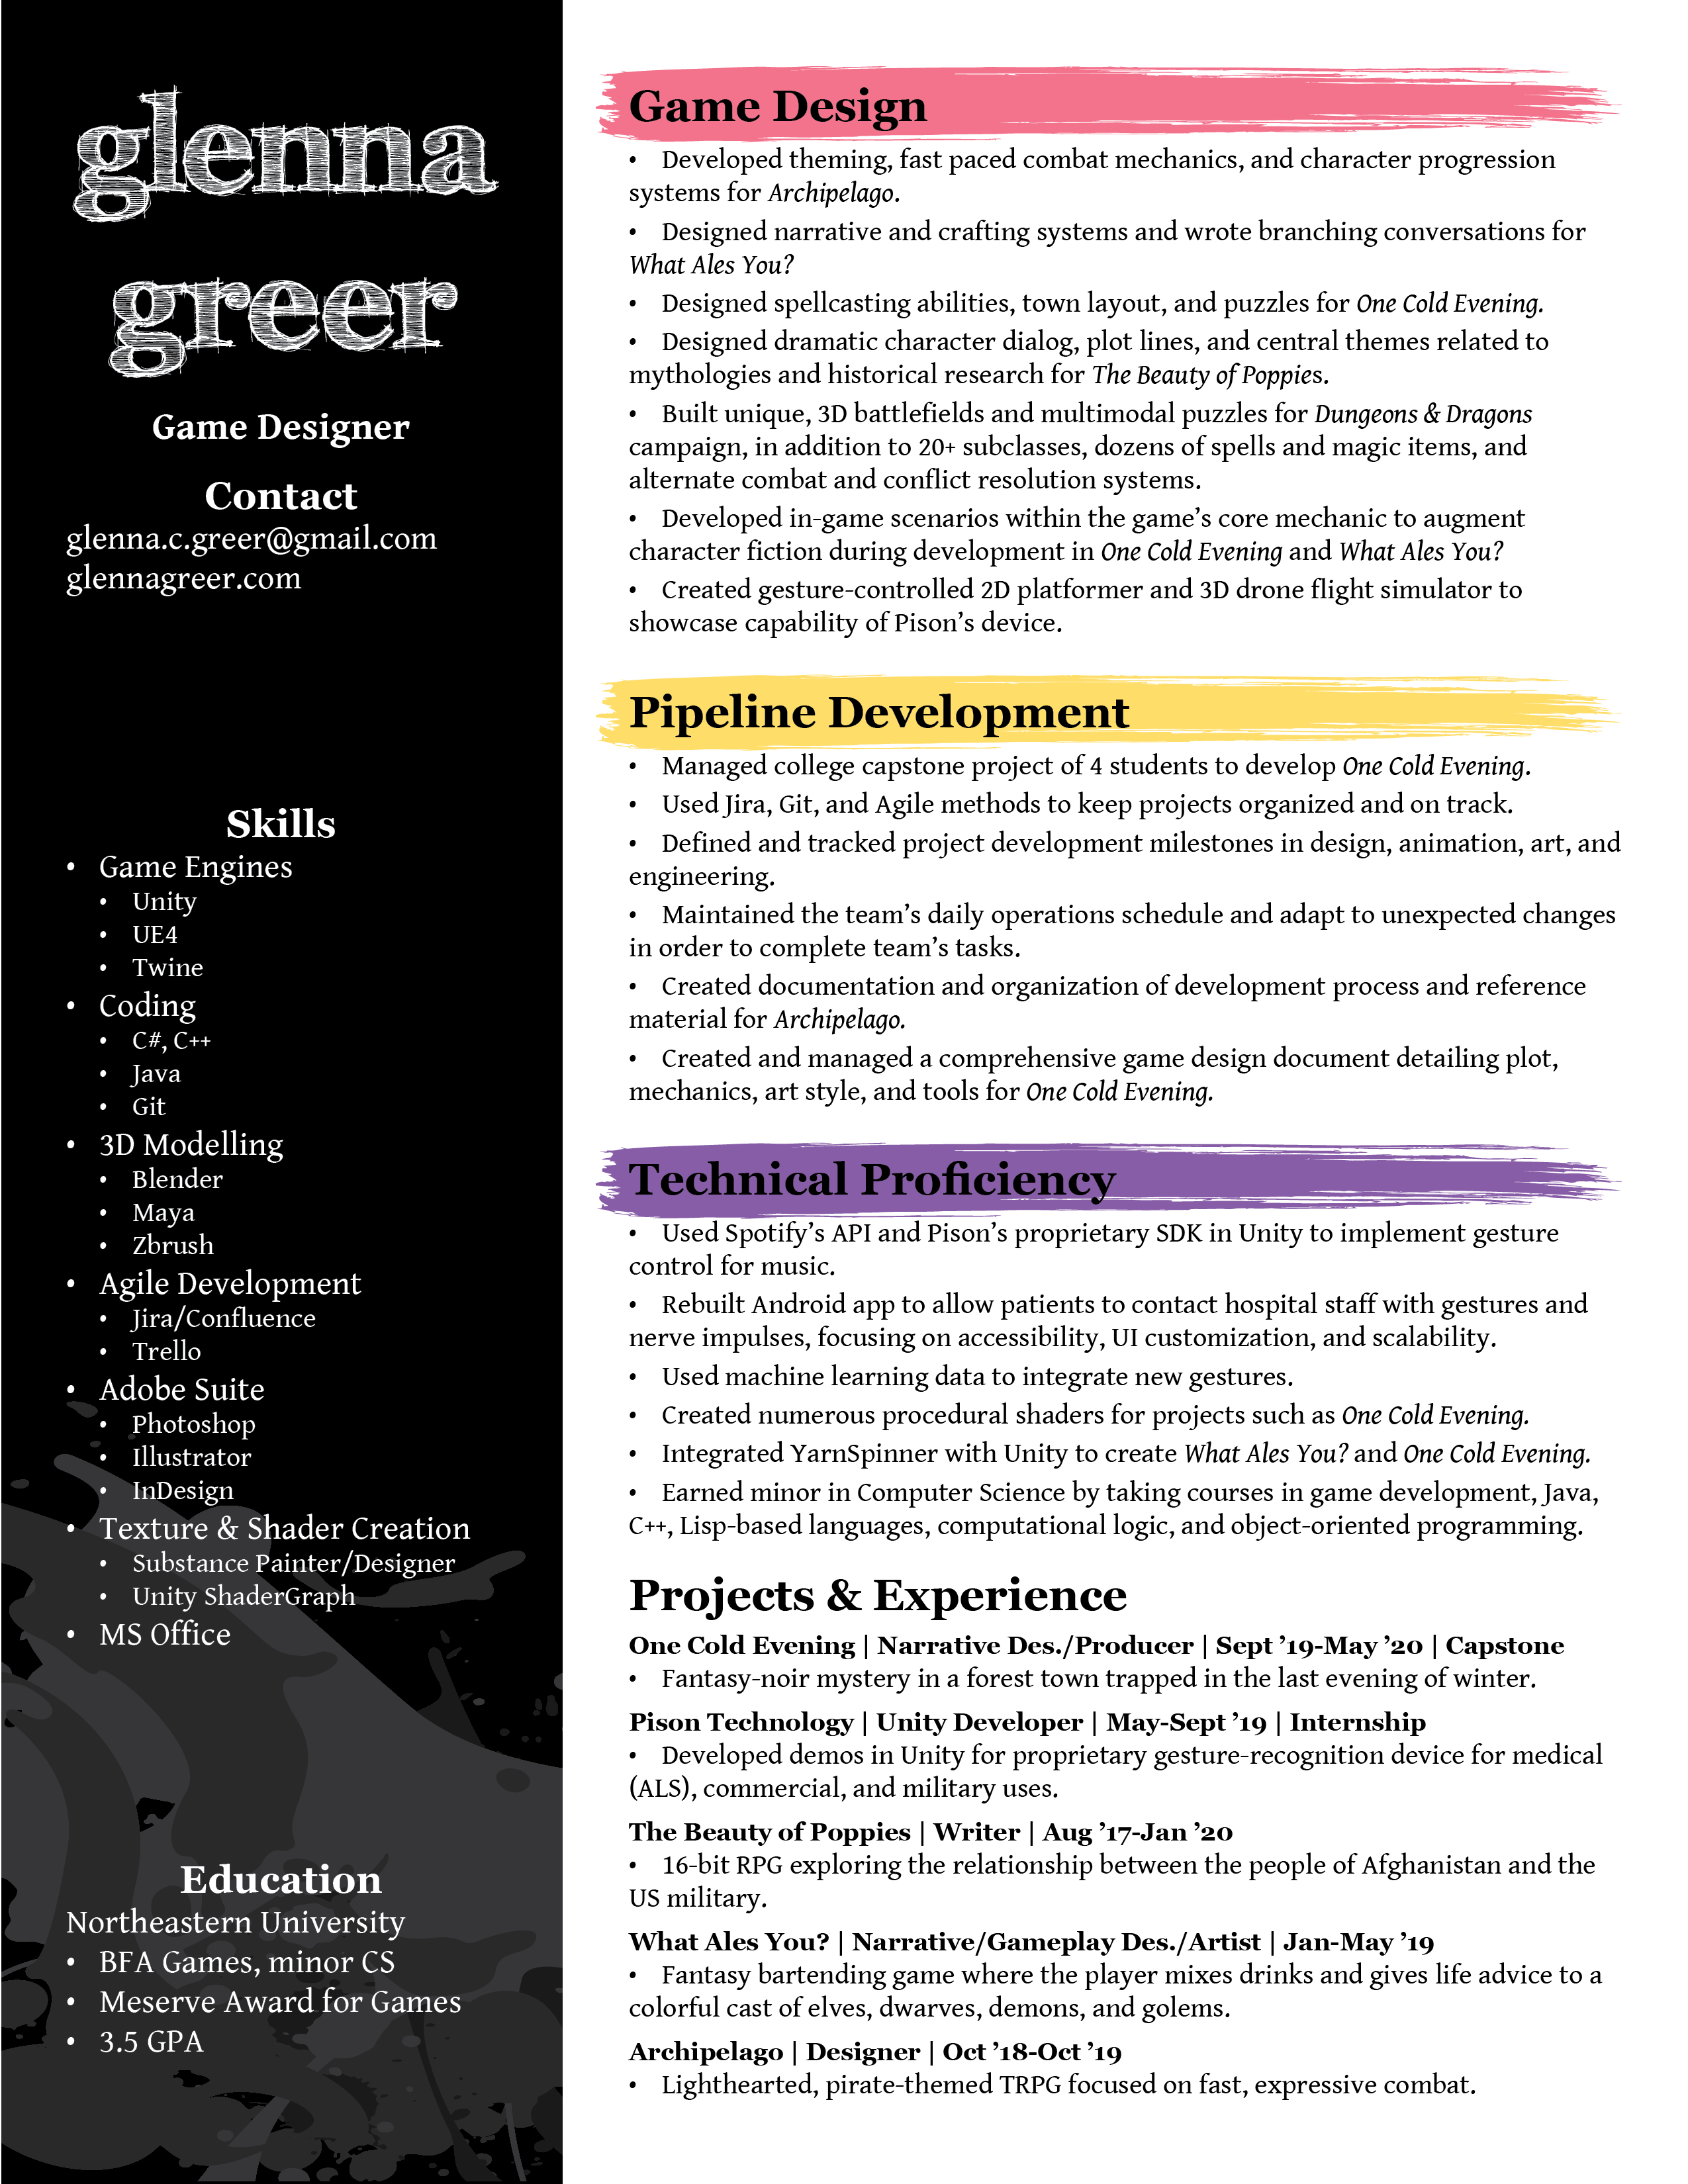 glenna
greer
Game Designer
Contact
glenna.c.greer@gmail.com
glennagreer.com
Skills
• Game Engines
• Unity
• UE4
• Twine
• Coding
• C#, C++
• Java
• Git
• 3D Modelling
• Blender
• Maya
• Zbrush
• Agile Development
• Jira/Confluence
• Trello
• Adobe Suite
• Photoshop
• Illustrator
• InDesign
• Texture & Shader Creation
• Substance Painter/Designer
• Unity ShaderGraph
• MS Office
Education
Northeastern University
• BFA Games, minor CS
• Meserve Award for Games
• 3.5 GPA
Game Design
• Developed theming, fast paced combat mechanics, and character progression
systems for Archipelago.
• Designed narrative and crafting systems and wrote branching conversations for
What Ales You?
• Designed spellcasting abilities, town layout, and puzzles for One Cold Evening.
• Designed dramatic character dialog, plot lines, and central themes related to
mythologies and historical research for The Beauty of Poppies.
• Built unique, 3D battlefields and multimodal puzzles for Dungeons & Dragons
campaign, in addition to 20+ subclasses, dozens of spells and magic items, and
alternate combat and conflict resolution systems.
• Developed in-game scenarios within the game's core mechanic to augment
character fiction during development in One Cold Evening and What Ales You?
• Created gesture-controlled 2D platformer and 3D drone flight simulator to
showcase capability of Pison's device.
Pipeline Development
• Managed college capstone project of 4 students to develop One Cold Evening.
• Used Jira, Git, and Agile methods to keep projects organized and on track.
• Defined and tracked project development milestones in design, animation, art, and
engineering.
• Maintained the team's daily operations schedule and adapt to unexpected changes
in order to complete team's tasks.
• Created documentation and organization of development process and reference
material for Archipelago.
• Created and managed a comprehensive game design document detailing plot,
mechanics, art style, and tools for One Cold Evening.
Technical Proficiency
• Used Spotify's API and Pison's proprietary SDK in Unity to implement gesture
control for music.
• Rebuilt Android app to allow patients to contact hospital staff with gestures and
nerve impulses, focusing on accessibility, UI customization, and scalability.
• Used machine learning data to integrate new gestures.
• Created numerous procedural shaders for projects such as One Cold Evening.
• Integrated YarnSpinner with Unity to create What Ales You? and One Cold Evening.
• Earned minor in Computer Science by taking courses in game development, Java,
C++, Lisp-based languages, computational logic, and object-oriented programming.
Projects & Experience
One Cold Evening | Narrative Des./Producer | Sept ’19-May ’20 | Capstone
• Fantasy-noir mystery in a forest town trapped in the last evening of winter.
Pison Technology | Unity Developer | May-Sept ’19 | Internship
• Developed demos in Unity for proprietary gesture-recognition device for medical
(ALS), commercial, and military uses.
The Beauty of Poppies | Writer | Aug ’17-Jan ’20
• 16-bit RPG exploring the relationship between the people of Afghanistan and the
US military.
What Ales You? | Narrative/Gameplay Des./Artist | Jan-May ’19
• Fantasy bartending game where the player mixes drinks and gives life advice to a
colorful cast of elves, dwarves, demons, and golems.
Archipelago | Designer | Oct ’18-Oct ’19
• Lighthearted, pirate-themed TRPG focused on fast, expressive combat.